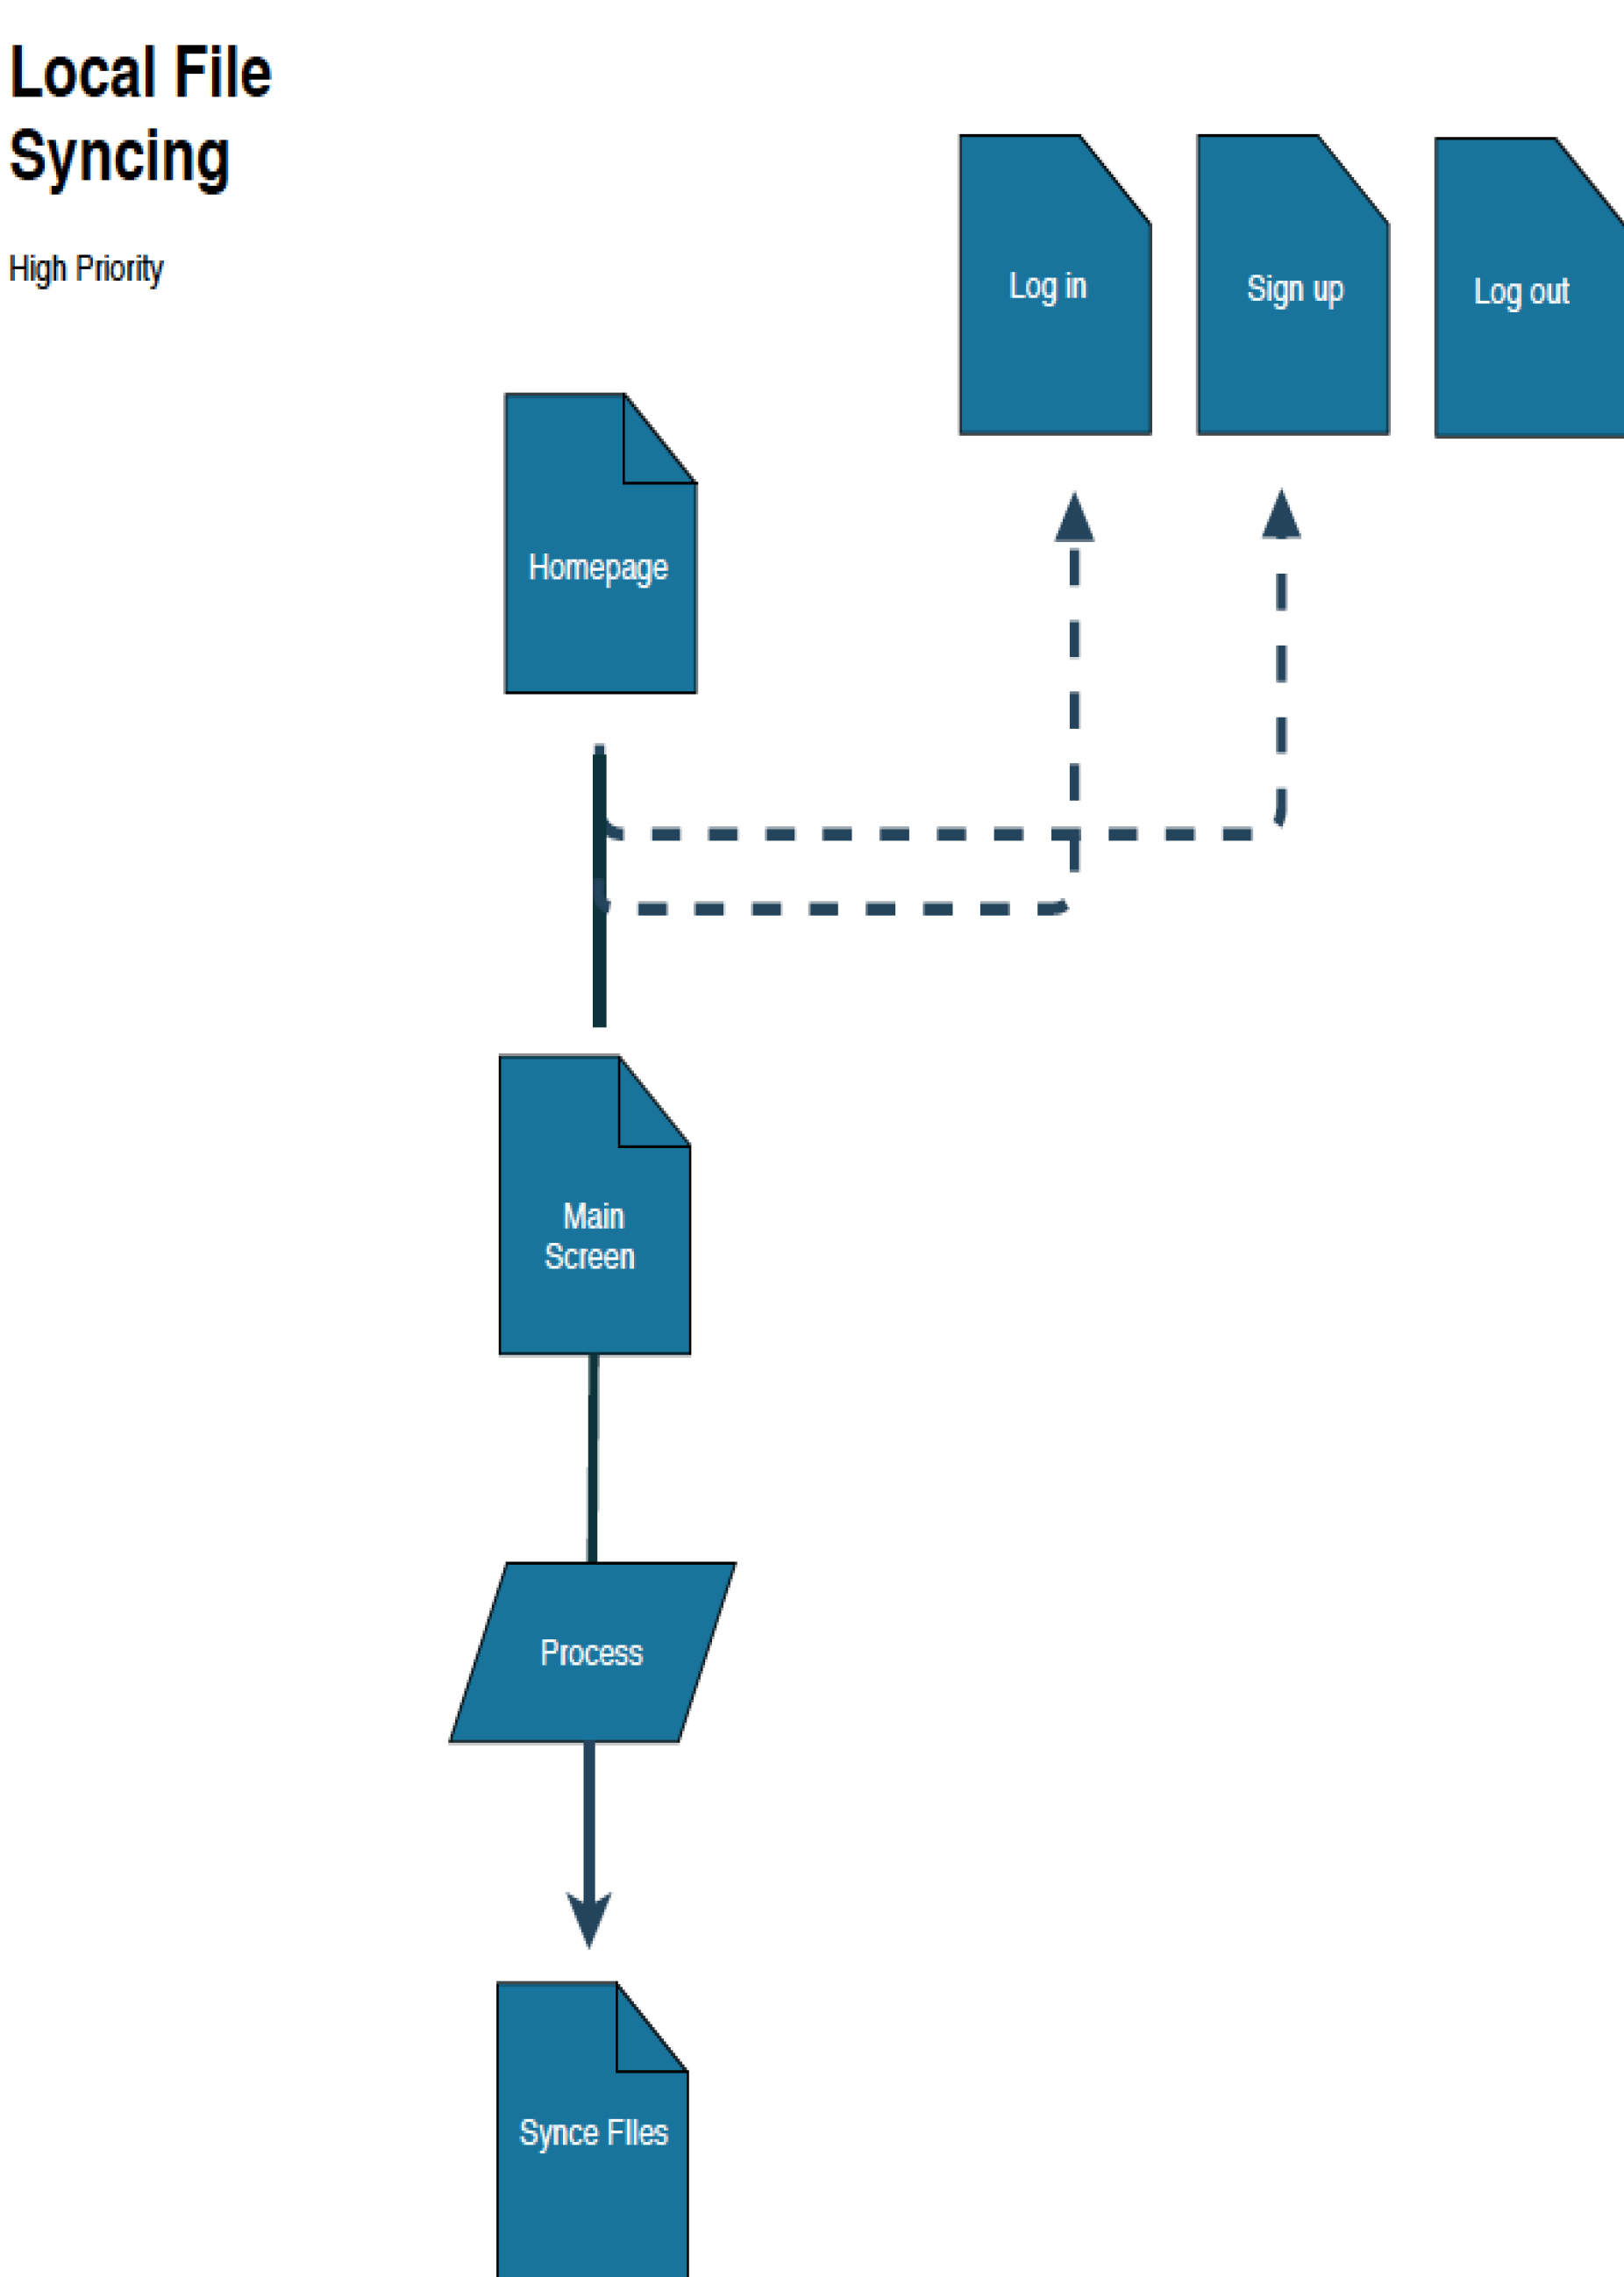 Local File
Syncing
High Priority
Log in
Sign up
Log out
Homepage
Main
Screen
Process
Synce FIles